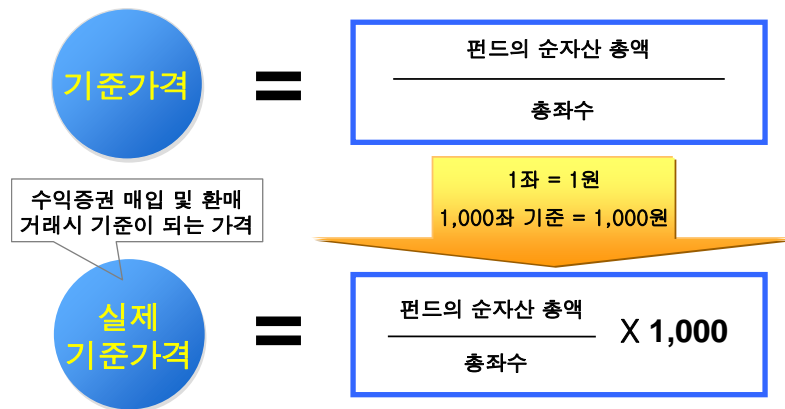 기준가격
=
펀드의 순자산 총액
총좌수
1좌 = 1원
1,000좌 기준 = 1,000원
수익증권 매입 및 환매
거래시 기준이 되는 가격
실제
기준가격
=
펀드의 순자산 총액
총좌수
X 1,000